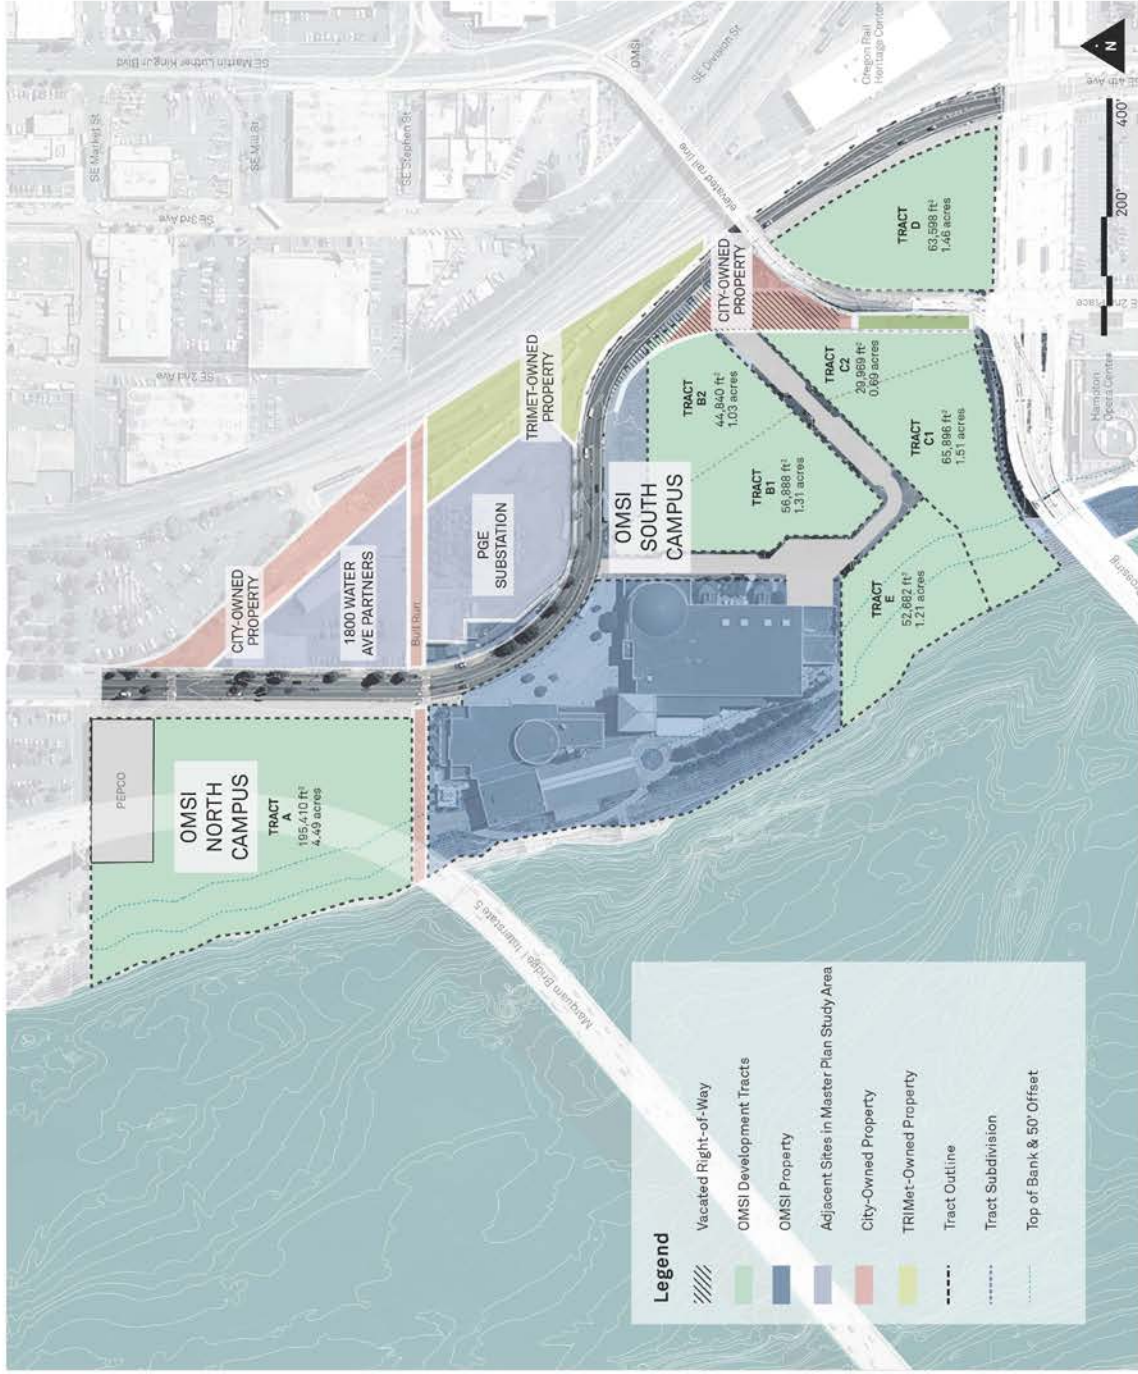 SE Martin Luther King Jr Blvd
SE Market St
SE Mill St
SE Stephen St
OMSI
SE Division St
Oregon Rail
Heritage Center
SE 4th Ave
SE 3rd Ave
SE 2nd Ave
elevated rail line
N
200'
400'
TRACT
D
63,598 ft²
1.46 acres
CITY-OWNED
PROPERTY
TRIMET-OWNED
PROPERTY
CITY-OWNED
PROPERTY
1800 WATER
AVE PARTNERS
Bull Run
PGE
SUBSTATION
OMSI
SOUTH
CAMPUS
TRACT
B2
44,840 ft²
1.03 acres
TRACT
B1
56,888 ft²
1.31 acres
TRACT
C2
29,969 ft²
0.69 acres
TRACT
C1
65,896 ft²
1.51 acres
TRACT
E
52,682 ft²
1.21 acres
SE 2nd Place
Hampton
Opera Center
Crossing
PEPCO
OMSI
NORTH
CAMPUS
TRACT
A
195,410 ft²
4.49 acres
Marquam Bridge / Interstate 5
Legend
Vacated Right-of-Way
OMSI Development Tracts
OMSI Property
Adjacent Sites in Master Plan Study Area
City-Owned Property
TRIMet-Owned Property
Tract Outline
Tract Subdivision
Top of Bank & 50' Offset